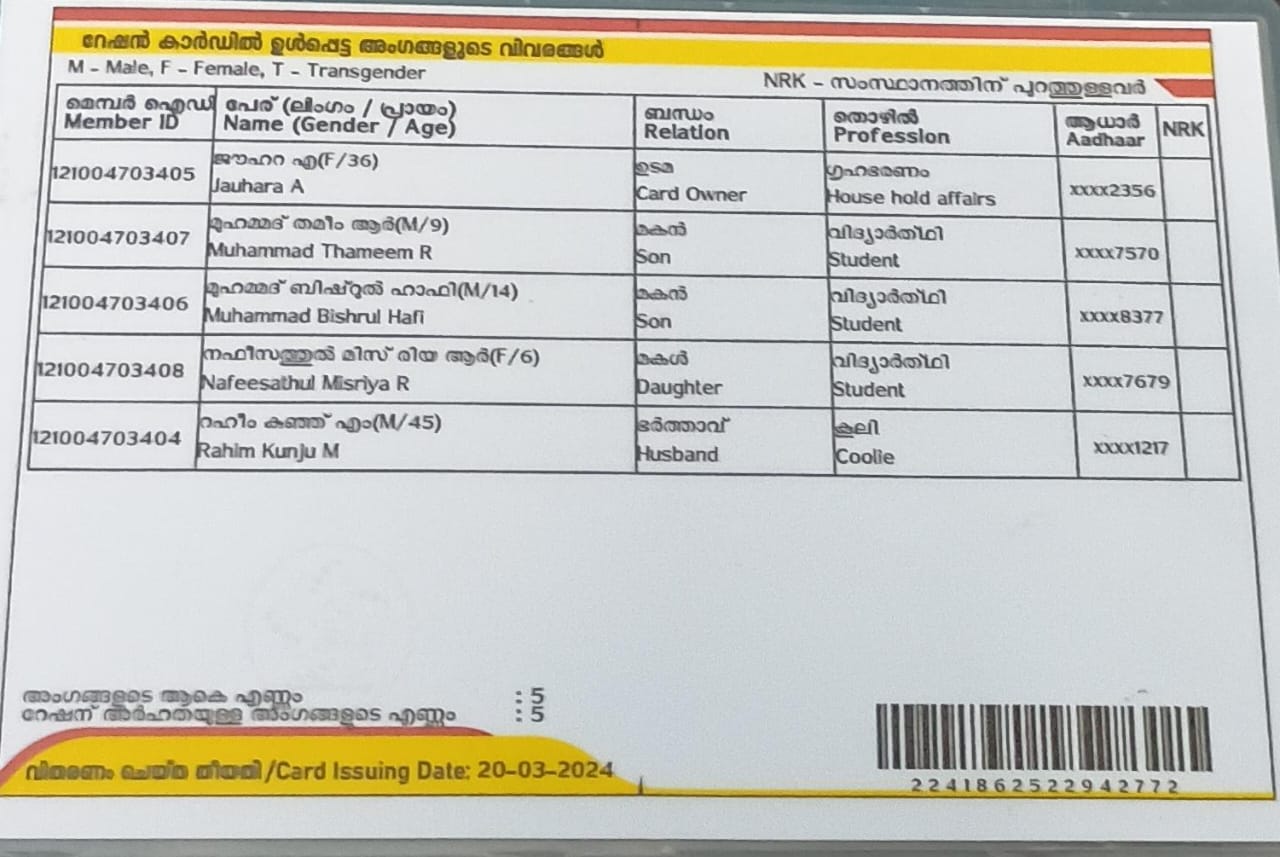 റേഷൻ കാർഡിൽ ഉൾപ്പെട്ട അംഗങ്ങളുടെ വിവരങ്ങൾ
M - Male, F - Female, T - Transgender
NRK - സംസ്ഥാനത്തിന് പുറത്തുള്ളവർ
മെമ്പർ ഐഡി പേര് (ലിംഗം / പ്രായം) ബന്ധം തൊഴിൽ ആധാർ NRK
Member ID Name (Gender / Age) Relation Profession Aadhaar
ജൗഹറ എ(F/36) ഉടമ ഗൃഹഭരണം
121004703405 Jauhara A Card Owner House hold affairs xxxx2356
മുഹമ്മദ് തമീം ആർ(M/9) മകൻ വിദ്യാർത്ഥി
121004703407 Muhammad Thameem R Son Student xxxx7570
മുഹമ്മദ് ബിഷ്റുൽ ഹാഫി(M/14) മകൻ വിദ്യാർത്ഥി
121004703406 Muhammad Bishrul Hafi Son Student xxxx8377
നഫീസത്തുൽ മിസ് രിയ ആർ(F/6) മകൾ വിദ്യാർത്ഥി
121004703408 Nafeesathul Misriya R Daughter Student xxxx7679
റഹീം കുഞ്ഞ് എം(M/45) ഭർത്താവ് കൂലി
121004703404 Rahim Kunju M Husband Coolie xxxx1217
അംഗങ്ങളുടെ ആകെ എണ്ണം : 5
റേഷന് അർഹതയുള്ള അംഗങ്ങളുടെ എണ്ണം : 5
വിതരണം ചെയ്ത തീയതി/Card Issuing Date: 20-03-2024
2241862522942772